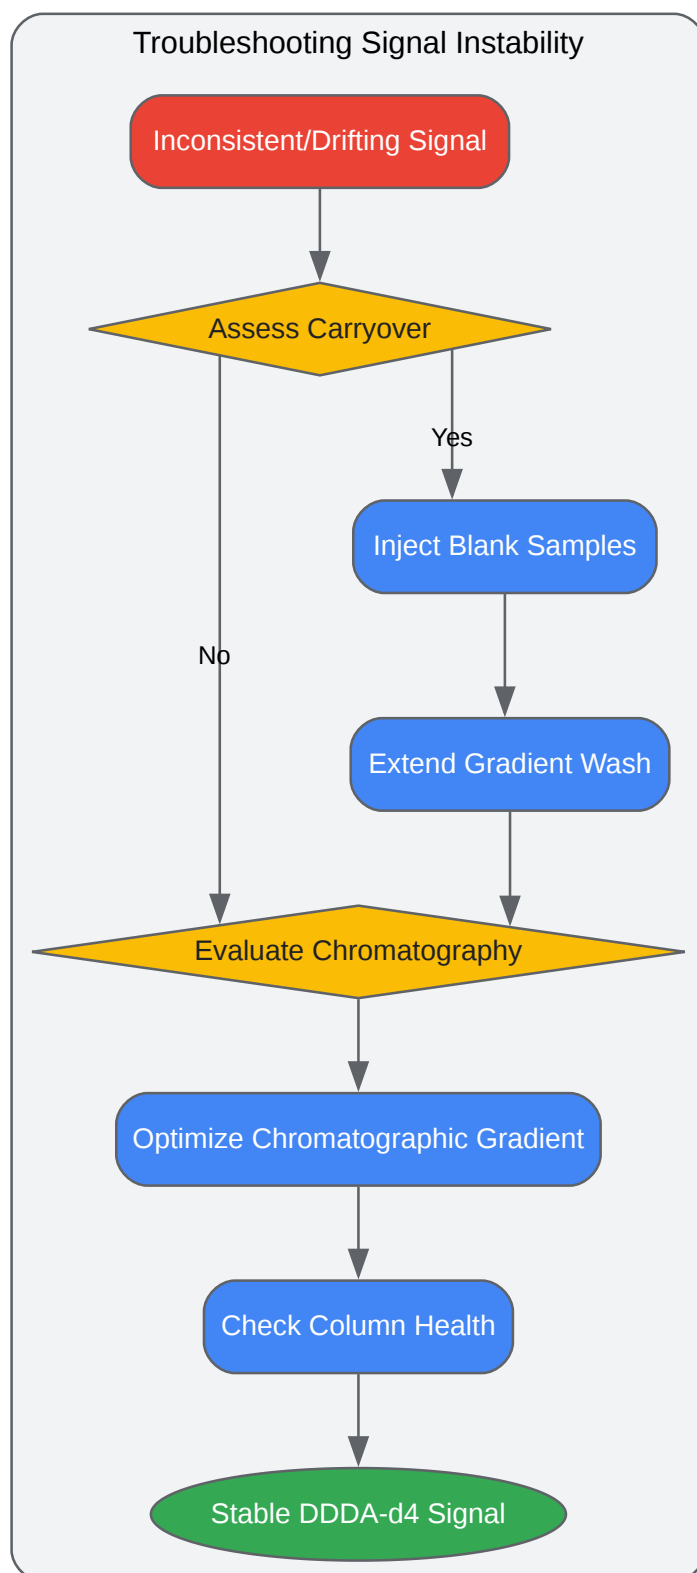 Troubleshooting Signal Instability
Inconsistent/Drifting Signal
Assess Carryover
Yes
Inject Blank Samples
No
Extend Gradient Wash
Evaluate Chromatography
Optimize Chromatographic Gradient
Check Column Health
Stable DDDA-d4 Signal